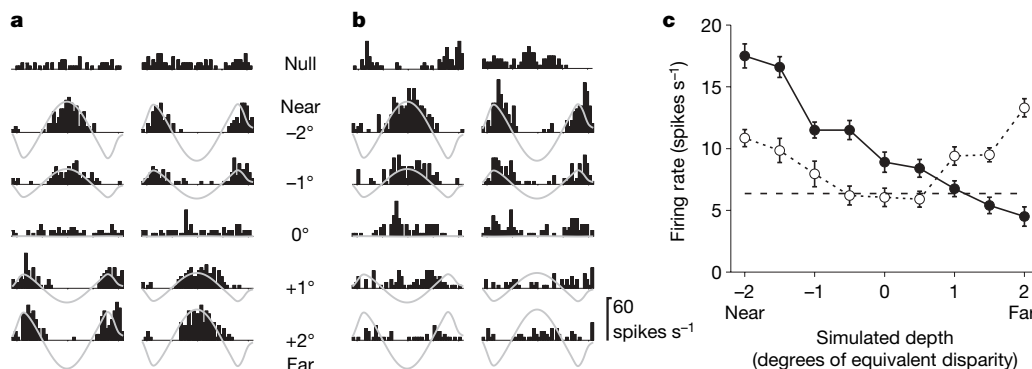 a
Null
Near
−2°
−1°
0°
+1°
+2°
Far
b
60
spikes s−1
c
Firing rate (spikes s−1)
20
15
10
5
0
−2
−1
0
1
2
Near
Far
Simulated depth
(degrees of equivalent disparity)